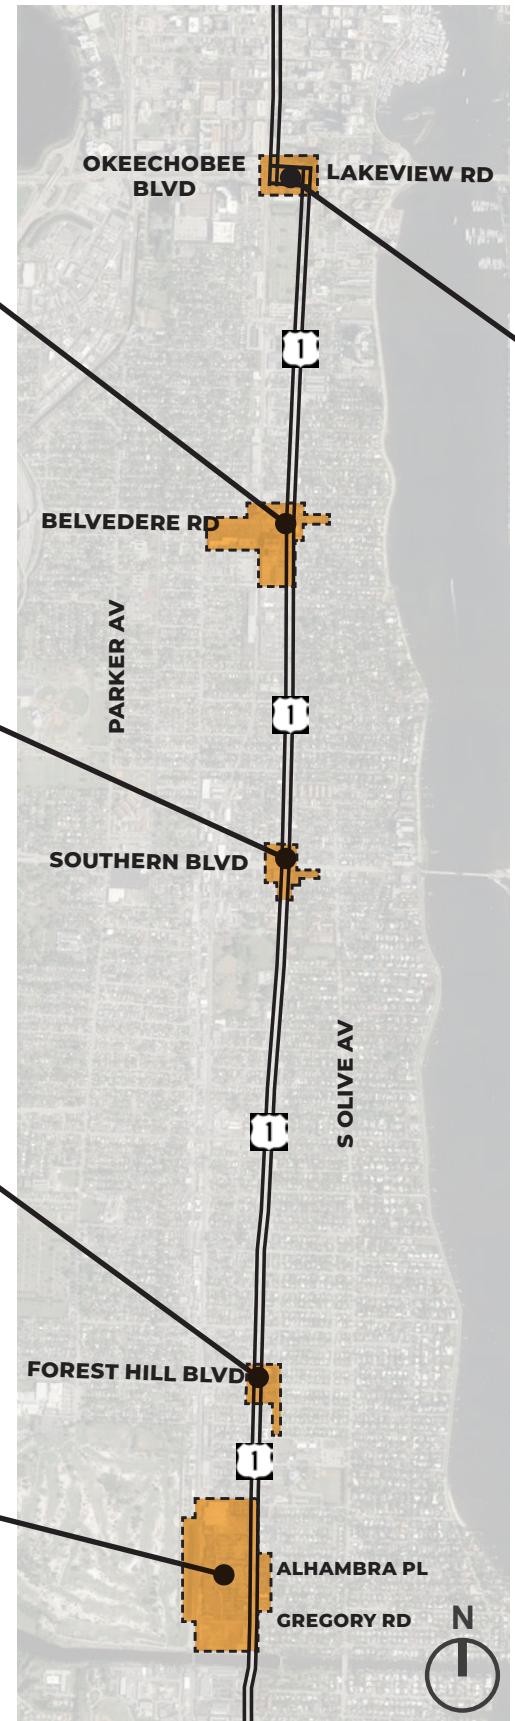 OKEECHOBEE
BLVD
LAKEVIEW RD
1
BELVEDERE RD
PARKER AV
1
SOUTHERN BLVD
S OLIVE AV
1
FOREST HILL BLVD
1
ALHAMBRA PL
GREGORY RD
N